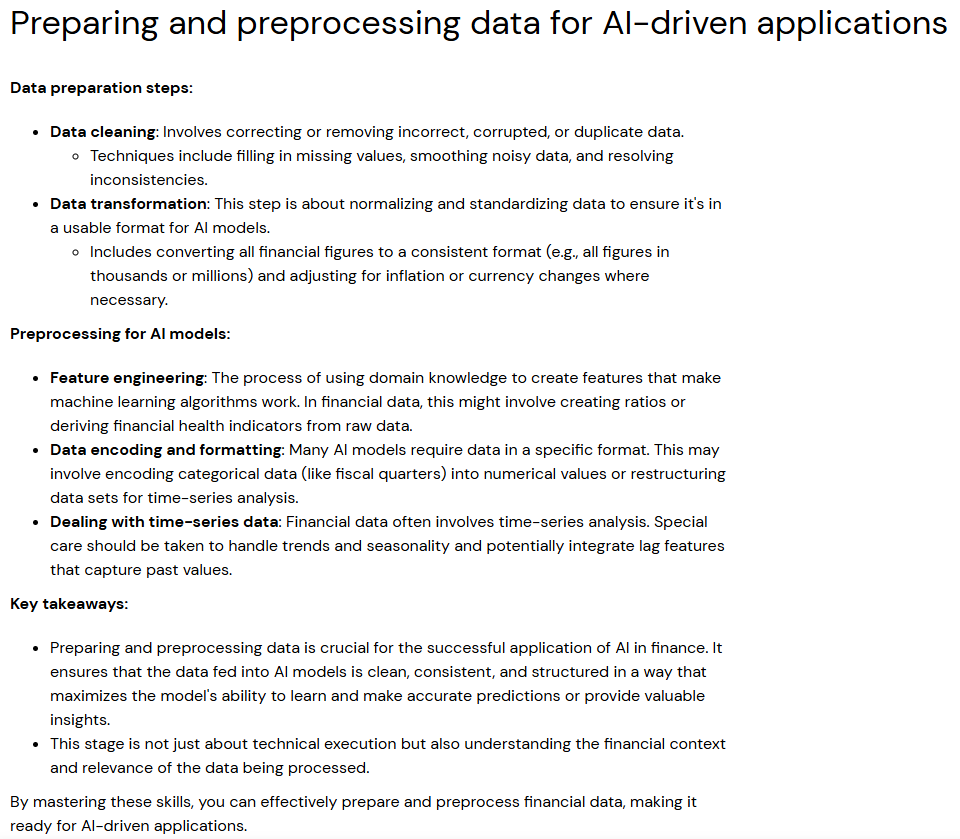 Preparing and preprocessing data for AI-driven applications
Data preparation steps:
• Data cleaning: Involves correcting or removing incorrect, corrupted, or duplicate data.
◦ Techniques include filling in missing values, smoothing noisy data, and resolving
inconsistencies.
• Data transformation: This step is about normalizing and standardizing data to ensure it's in
a usable format for AI models.
◦ Includes converting all financial figures to a consistent format (e.g., all figures in
thousands or millions) and adjusting for inflation or currency changes where
necessary.
Preprocessing for AI models:
• Feature engineering: The process of using domain knowledge to create features that make
machine learning algorithms work. In financial data, this might involve creating ratios or
deriving financial health indicators from raw data.
• Data encoding and formatting: Many AI models require data in a specific format. This may
involve encoding categorical data (like fiscal quarters) into numerical values or restructuring
data sets for time-series analysis.
• Dealing with time-series data: Financial data often involves time-series analysis. Special
care should be taken to handle trends and seasonality and potentially integrate lag features
that capture past values.
Key takeaways:
• Preparing and preprocessing data is crucial for the successful application of AI in finance. It
ensures that the data fed into AI models is clean, consistent, and structured in a way that
maximizes the model's ability to learn and make accurate predictions or provide valuable
insights.
• This stage is not just about technical execution but also understanding the financial context
and relevance of the data being processed.
By mastering these skills, you can effectively prepare and preprocess financial data, making it
ready for AI-driven applications.